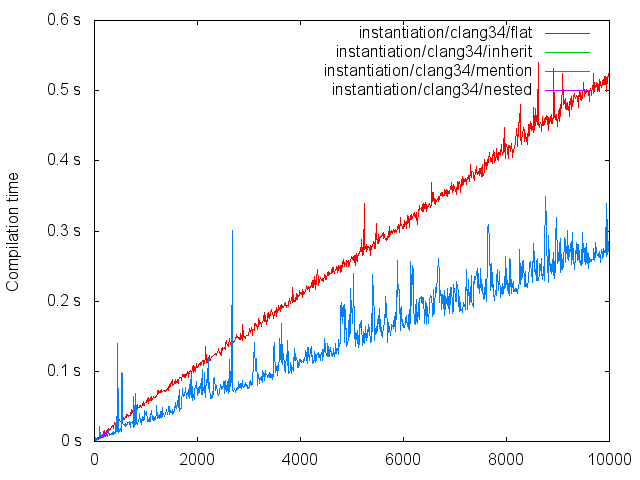 0.6 s
instantiation/clang34/flat
instantiation/clang34/inherit
0.5 s
instantiation/clang34/mention
instantiation/clang34/nested
0.4 s
Compilation time
0.3 s
0.2 s
0.1 s
0 s
0 2000 4000 6000 8000 10000